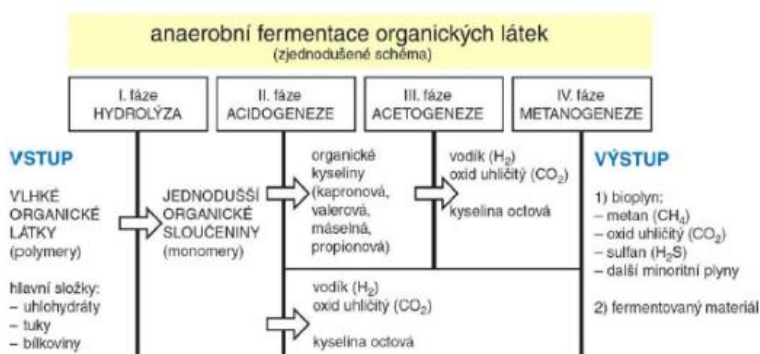 anaerobní fermentace organických látek
(zjednodušené schéma)
I. fáze
HYDROLÝZA
II. fáze
ACIDOGENEZE
III. fáze
ACETOGENEZE
IV. fáze
METANOGENEZE
VSTUP
VLHKÉ
ORGANICKÉ
LÁTKY
(polymery)
hlavní složky:
– uhlohydráty
– tuky
– bílkoviny
JEDNODUŠŠÍ
ORGANICKÉ
SLOUČENINY
(monomery)
organické
kyseliny
(kapronová,
valerová,
máselná,
propionová)
vodík (H₂)
oxid uhličitý (CO₂)
kyselina octová
vodík (H₂)
oxid uhličitý (CO₂)
kyselina octová
VÝSTUP
1) bioplyn:
– metan (CH₄)
– oxid uhličitý (CO₂)
– sulfan (H₂S)
– další minoritní plyny
2) fermentovaný materiál